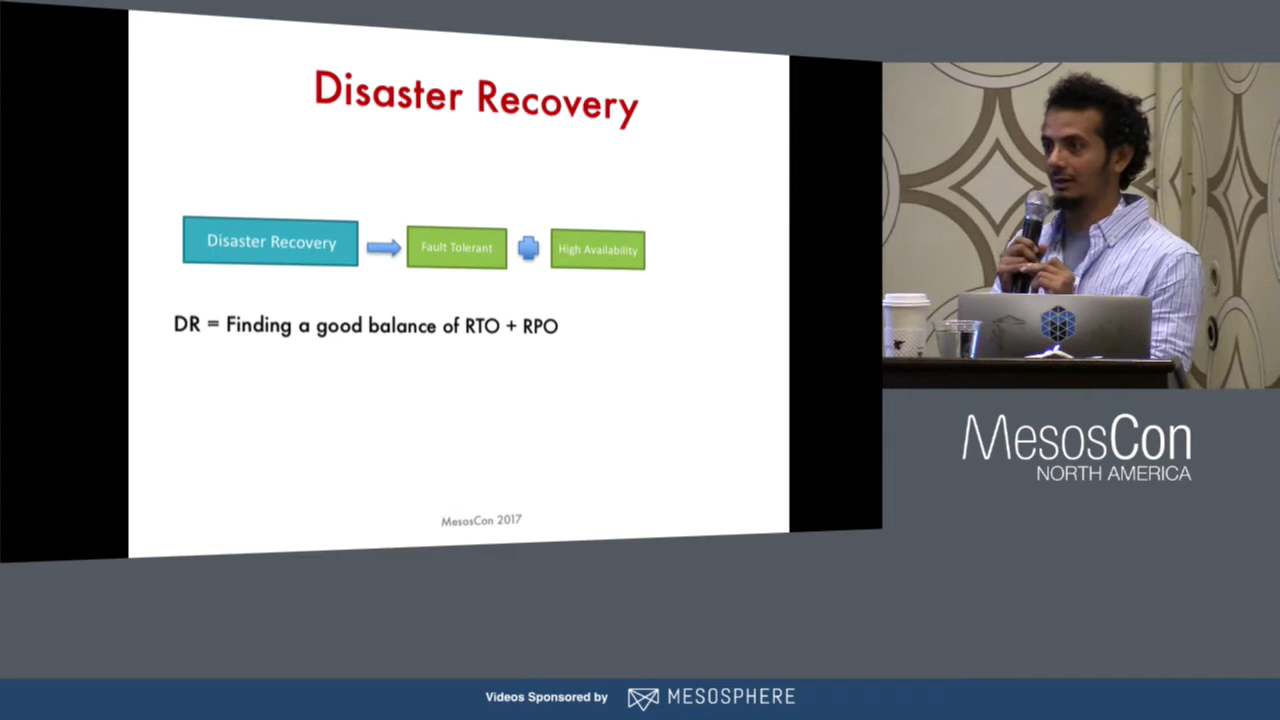 Disaster Recovery
Disaster Recovery
Fault Tolerant
High Availability
DR = Finding a good balance of RTO + RPO
MesosCon 2017
MesosCon
NORTH AMERICA
Videos Sponsored by MESOSPHERE